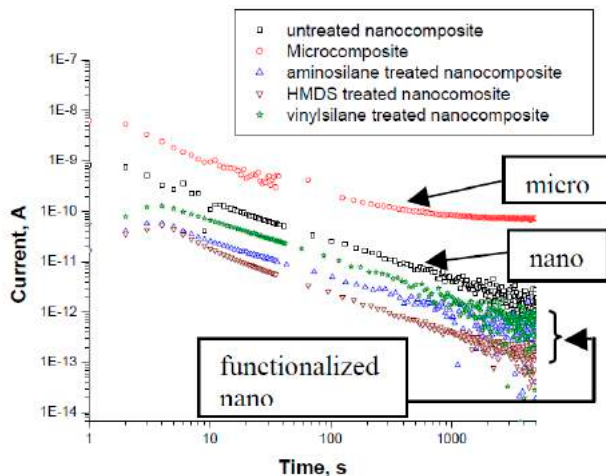 untreated nanocomposite
Microcomposite
aminosilane treated nanocomposite
HMDS treated nanocomosite
vinylsilane treated nanocomposite
1E-7
1E-8
1E-9
1E-10
1E-11
1E-12
1E-13
1E-14
Current, A
micro
nano
functionalized
nano
1
10
100
1000
Time, s